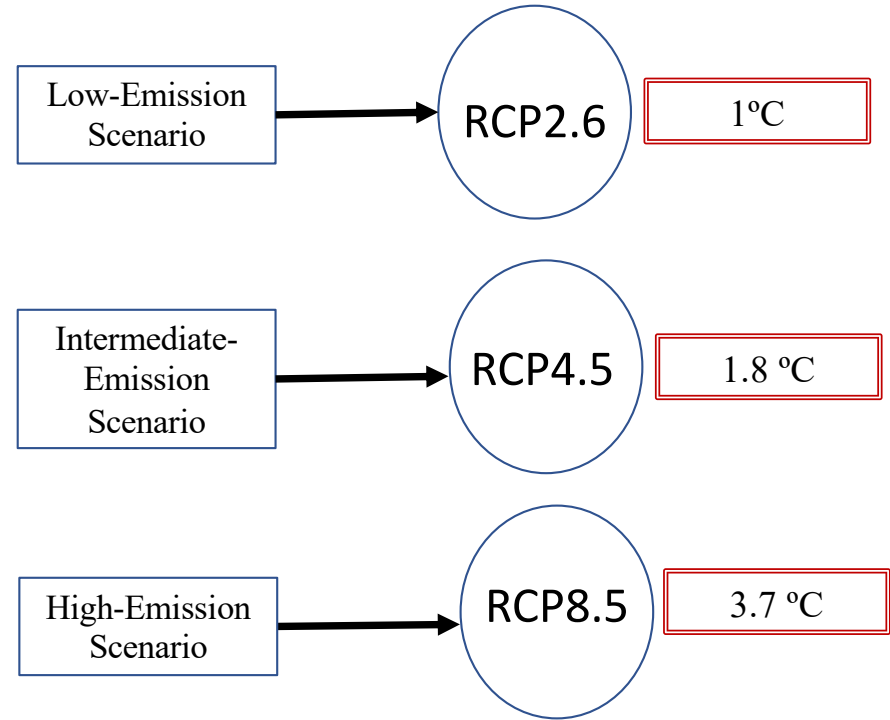 Low-Emission
Scenario
RCP2.6
1ºC
Intermediate-
Emission
Scenario
RCP4.5
1.8 ºC
High-Emission
Scenario
RCP8.5
3.7 ºC